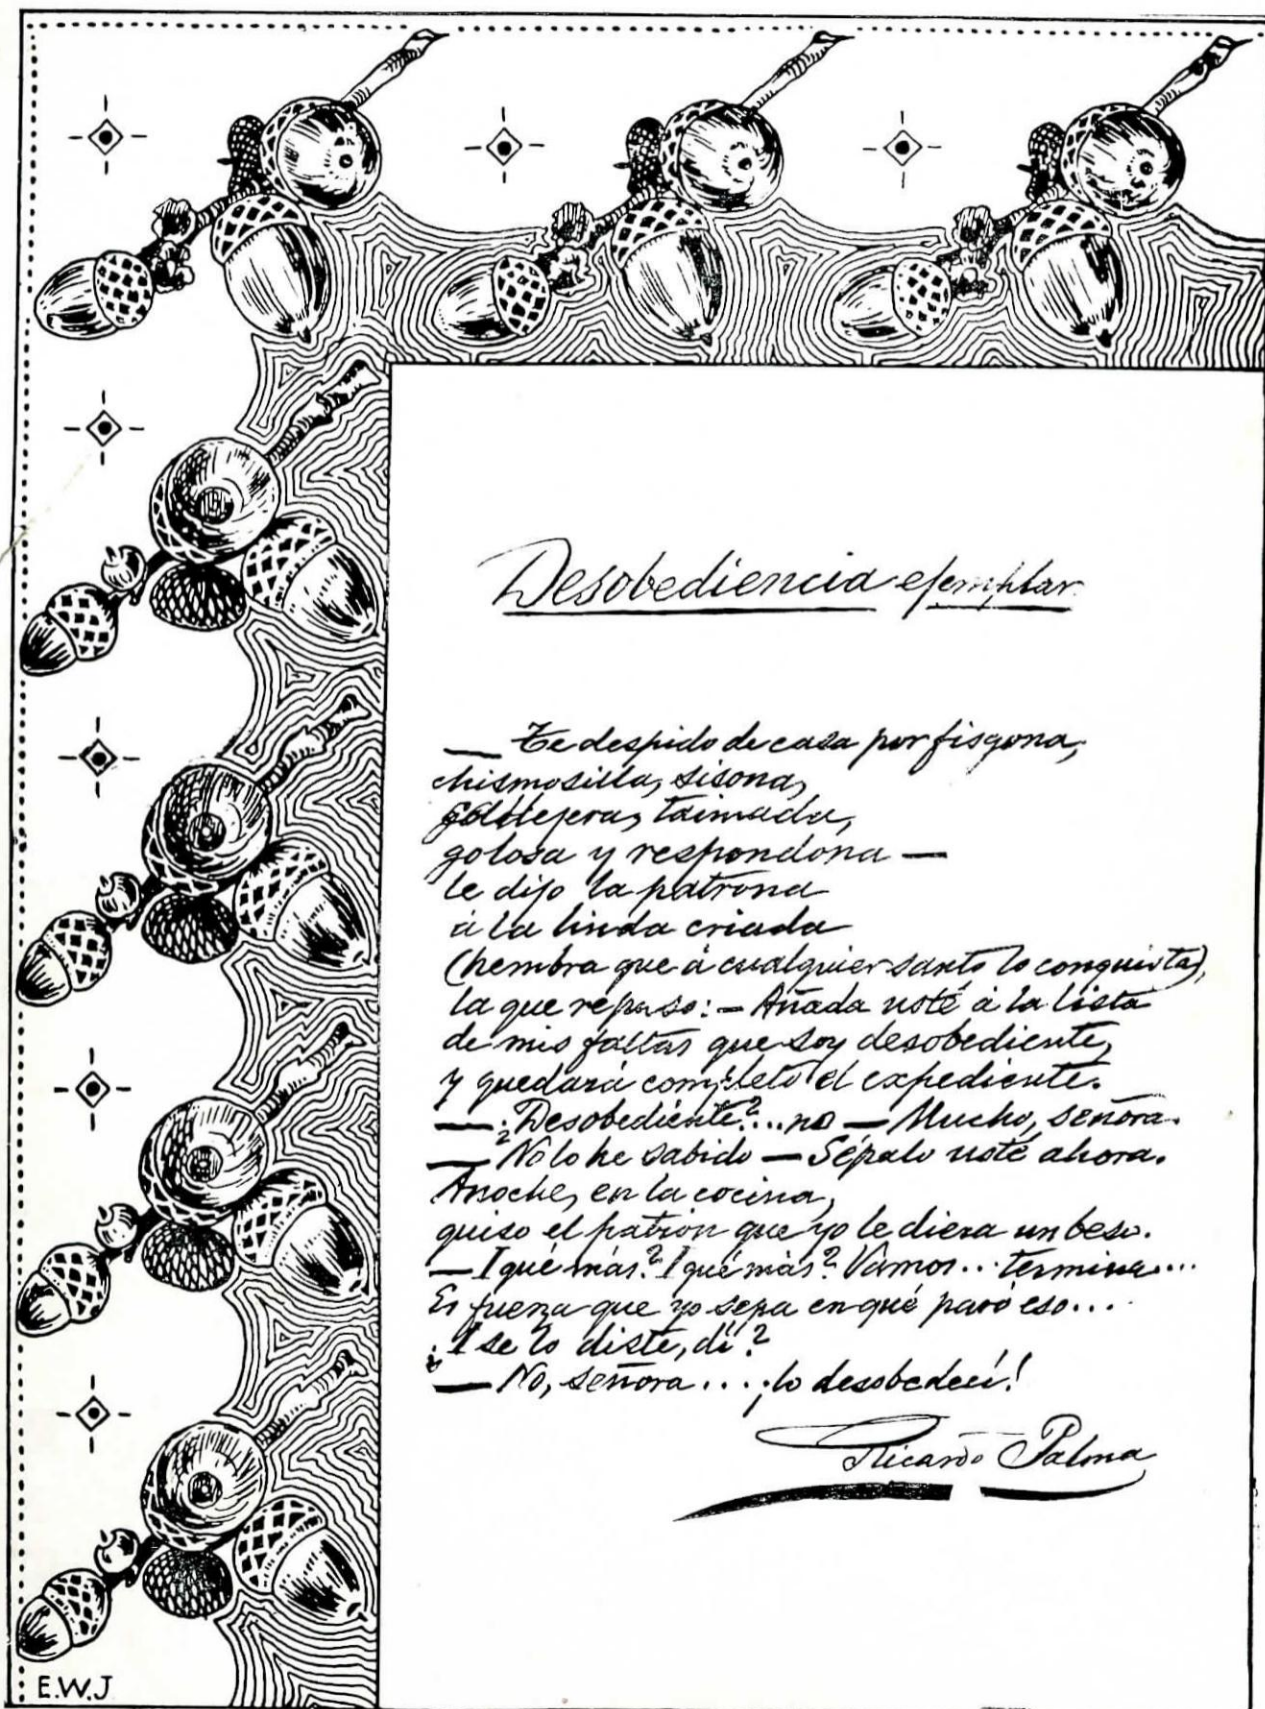 Desobediencia ejemplar
— Te despido de casa por fisgona,
chismosilla, sisona,
gallejera, taimada,
golosa y respondona —
le dijo la patrona
á la linda criada
(hembra que á cualquier santo lo conquista),
la que repuso: — Añada usté á la lista
de mis faltas que soy desobediente,
y quedará completo el expediente.
— ¿Desobediente?... no — Mucho, señora.
— No lo he sabido — Sépalo usté ahora.
Anoche, en la cocina,
quiso el patrón que yo le diera un beso.
— I qué más? I qué más? Vamos.. termina....
Es fuerza que yo sepa en qué paró eso....
¿I se lo diste, dí?
— No, señora.... ¡lo desobedecí!
Ricardo Palma
E.W.J